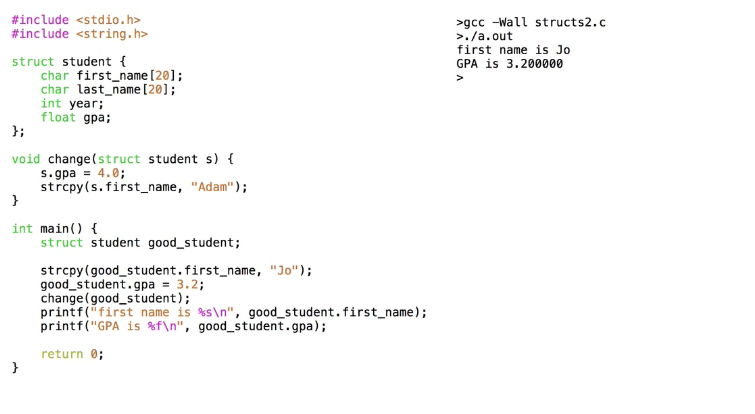 #include <stdio.h>
#include <string.h>
struct student {
    char first_name[20];
    char last_name[20];
    int year;
    float gpa;
};
void change(struct student s) {
    s.gpa = 4.0;
    strcpy(s.first_name, "Adam");
}
int main() {
    struct student good_student;
    strcpy(good_student.first_name, "Jo");
    good_student.gpa = 3.2;
    change(good_student);
    printf("first name is %s\n", good_student.first_name);
    printf("GPA is %f\n", good_student.gpa);
    return 0;
}
>gcc –Wall structs2.c
>./a.out
first name is Jo
GPA is 3.200000
>